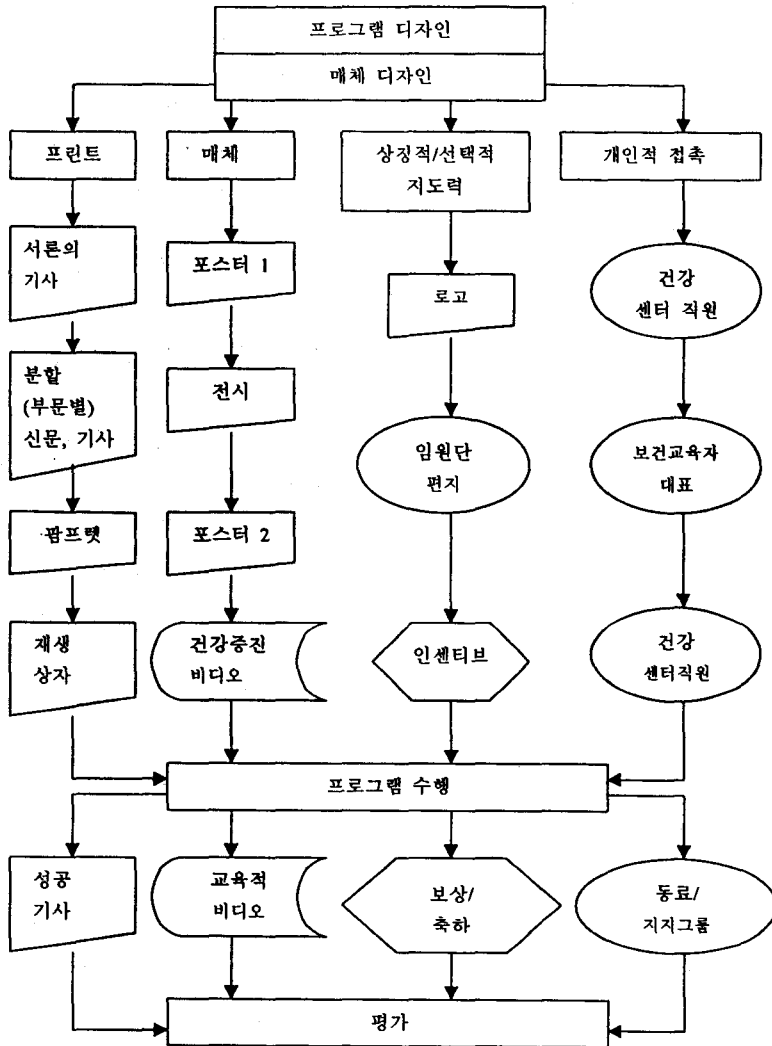 프로그램 디자인
매체 디자인
프린트
매체
상징적/선택적
지도력
개인적 접촉
서론의
기사
포스터 1
로고
건강
센터 직원
분할
(부문별)
신문, 기사
전시
임원단
편지
보건교육자
대표
팜프렛
포스터 2
재생
상자
건강증진
비디오
인센티브
건강
센터직원
프로그램 수행
성공
기사
교육적
비디오
보상/
축하
동료/
지지그룹
평가